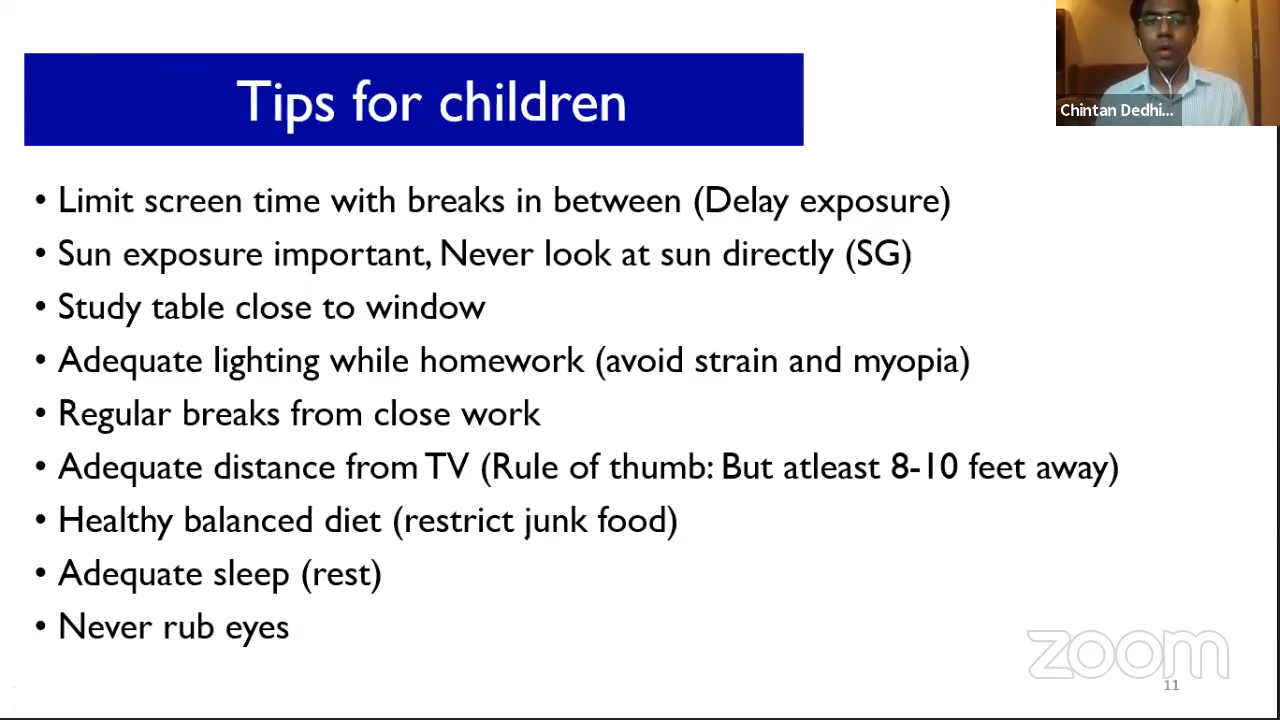 Tips for children
Chintan Dedhi...
• Limit screen time with breaks in between (Delay exposure)
• Sun exposure important, Never look at sun directly (SG)
• Study table close to window
• Adequate lighting while homework (avoid strain and myopia)
• Regular breaks from close work
• Adequate distance from TV (Rule of thumb: But atleast 8-10 feet away)
• Healthy balanced diet (restrict junk food)
• Adequate sleep (rest)
• Never rub eyes
zoom
11